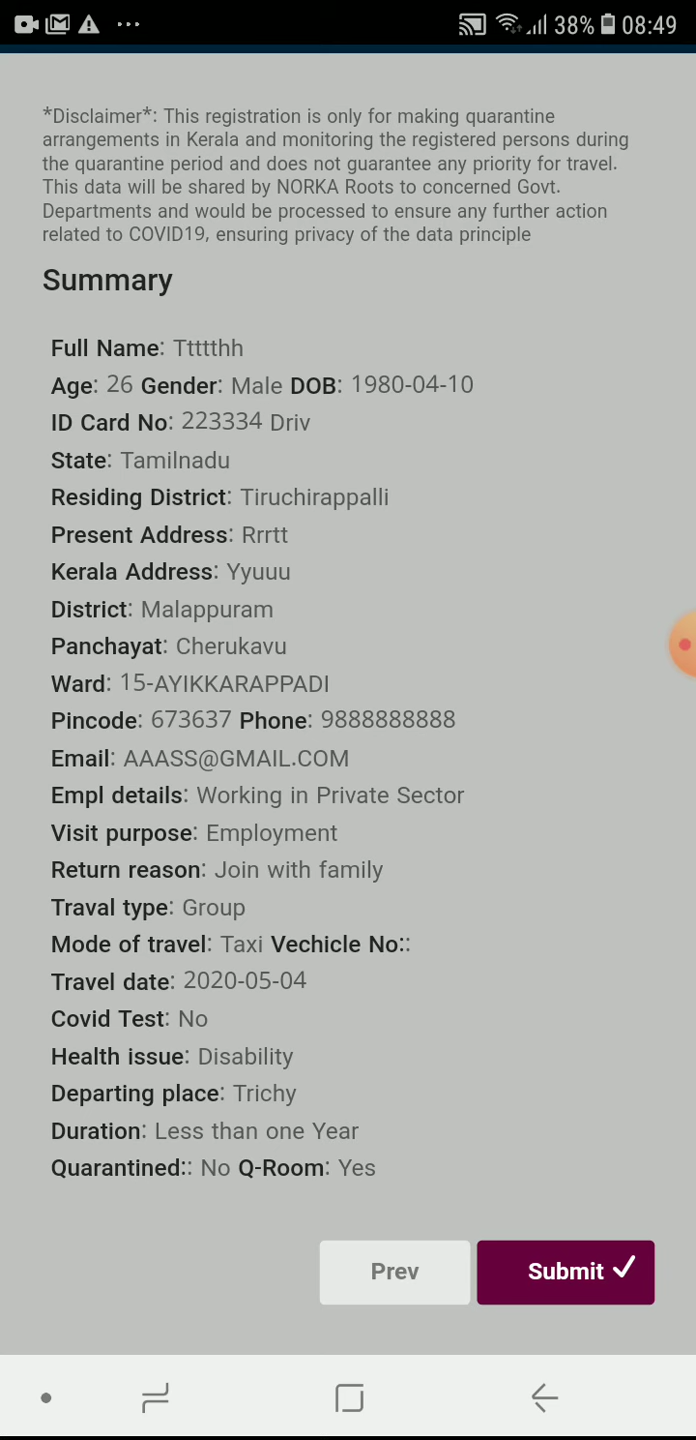 38% 08:49
*Disclaimer*: This registration is only for making quarantine
arrangements in Kerala and monitoring the registered persons during
the quarantine period and does not guarantee any priority for travel.
This data will be shared by NORKA Roots to concerned Govt.
Departments and would be processed to ensure any further action
related to COVID19, ensuring privacy of the data principle
Summary
Full Name: Ttttthh
Age: 26 Gender: Male DOB: 1980-04-10
ID Card No: 223334 Driv
State: Tamilnadu
Residing District: Tiruchirappalli
Present Address: Rrrtt
Kerala Address: Yyuuu
District: Malappuram
Panchayat: Cherukavu
Ward: 15-AYIKKARAPPADI
Pincode: 673637 Phone: 9888888888
Email: AAASS@GMAIL.COM
Empl details: Working in Private Sector
Visit purpose: Employment
Return reason: Join with family
Traval type: Group
Mode of travel: Taxi Vechicle No::
Travel date: 2020-05-04
Covid Test: No
Health issue: Disability
Departing place: Trichy
Duration: Less than one Year
Quarantined:: No Q-Room: Yes
Prev Submit